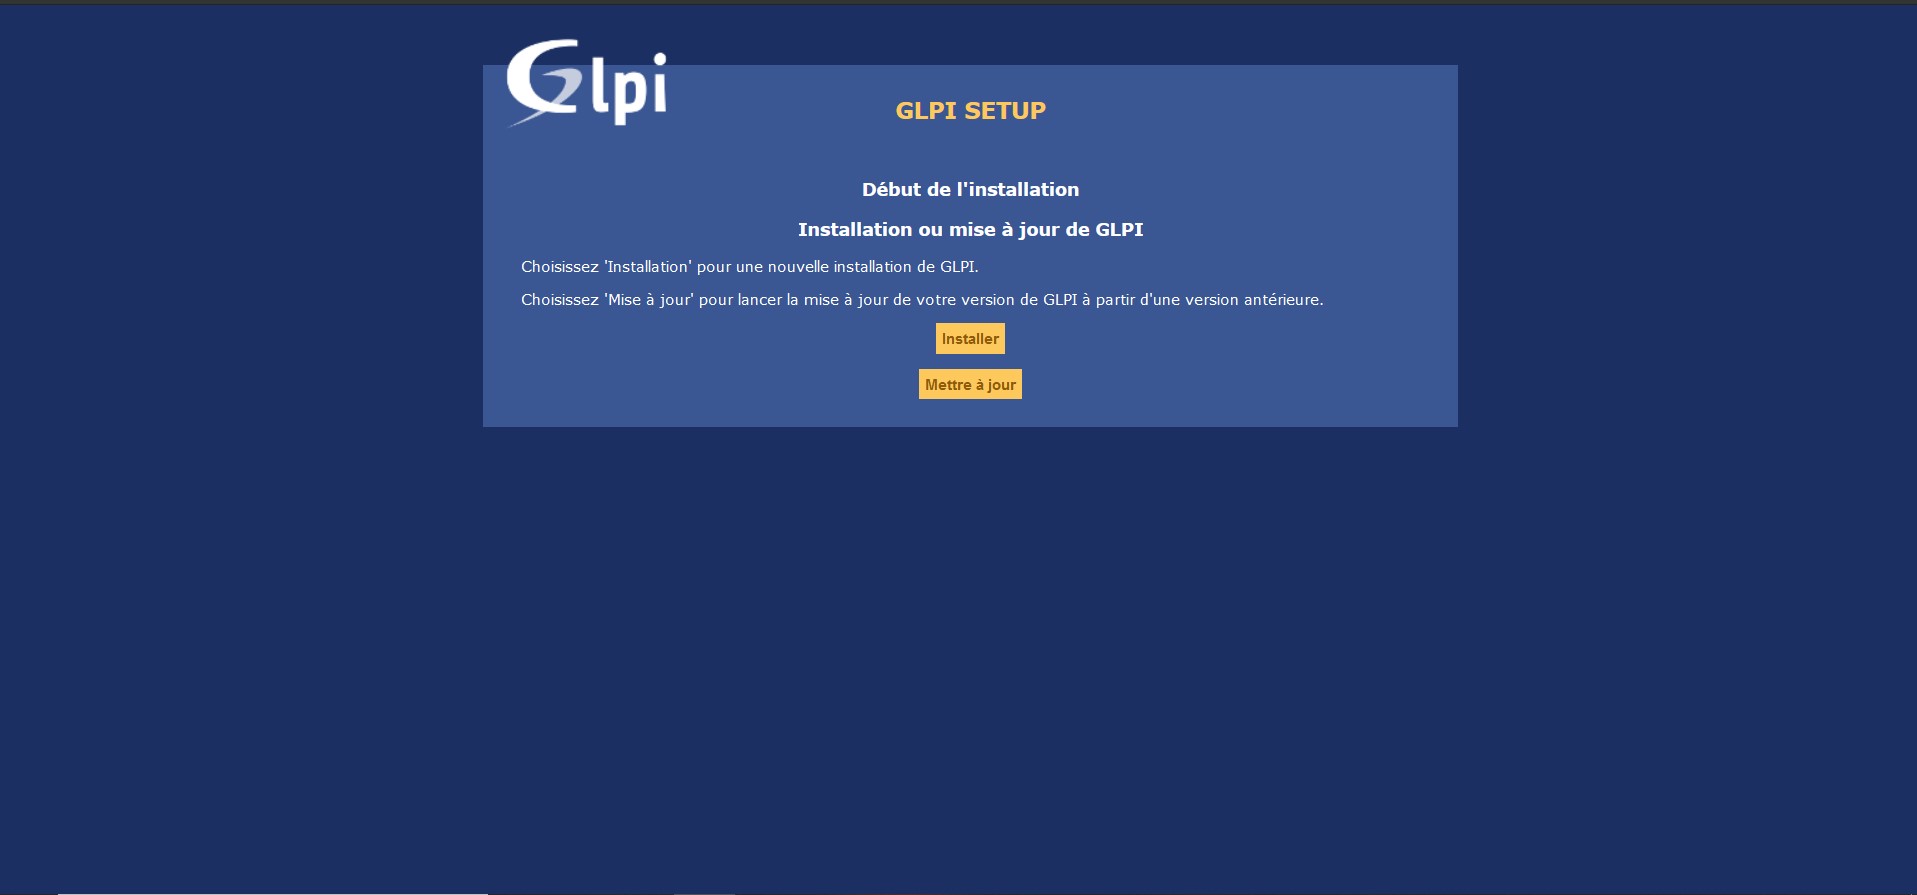 Glpi
GLPI SETUP
Début de l'installation
Installation ou mise à jour de GLPI
Choisissez 'Installation' pour une nouvelle installation de GLPI.
Choisissez 'Mise à jour' pour lancer la mise à jour de votre version de GLPI à partir d'une version antérieure.
Installer
Mettre à jour